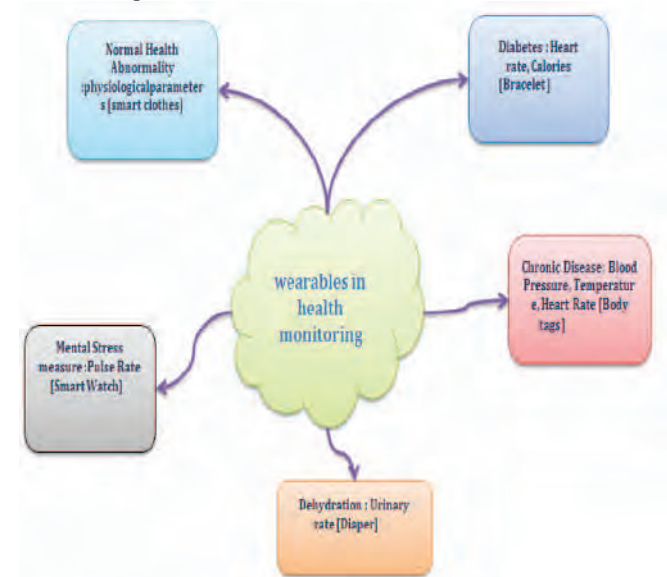 Normal Health
Abnormality
:physiologicalparameter
s [smart clothes]
Diabetes : Heart
rate, Calories
[Bracelet]
wearables in
health
monitoring
Chronic Disease: Blood
Pressure, Temperatur
e, Heart Rate [Body
tags]
Mental Stress
measure :Pulse Rate
[Smart Watch]
Dehydration : Urinary
rate [Diaper]